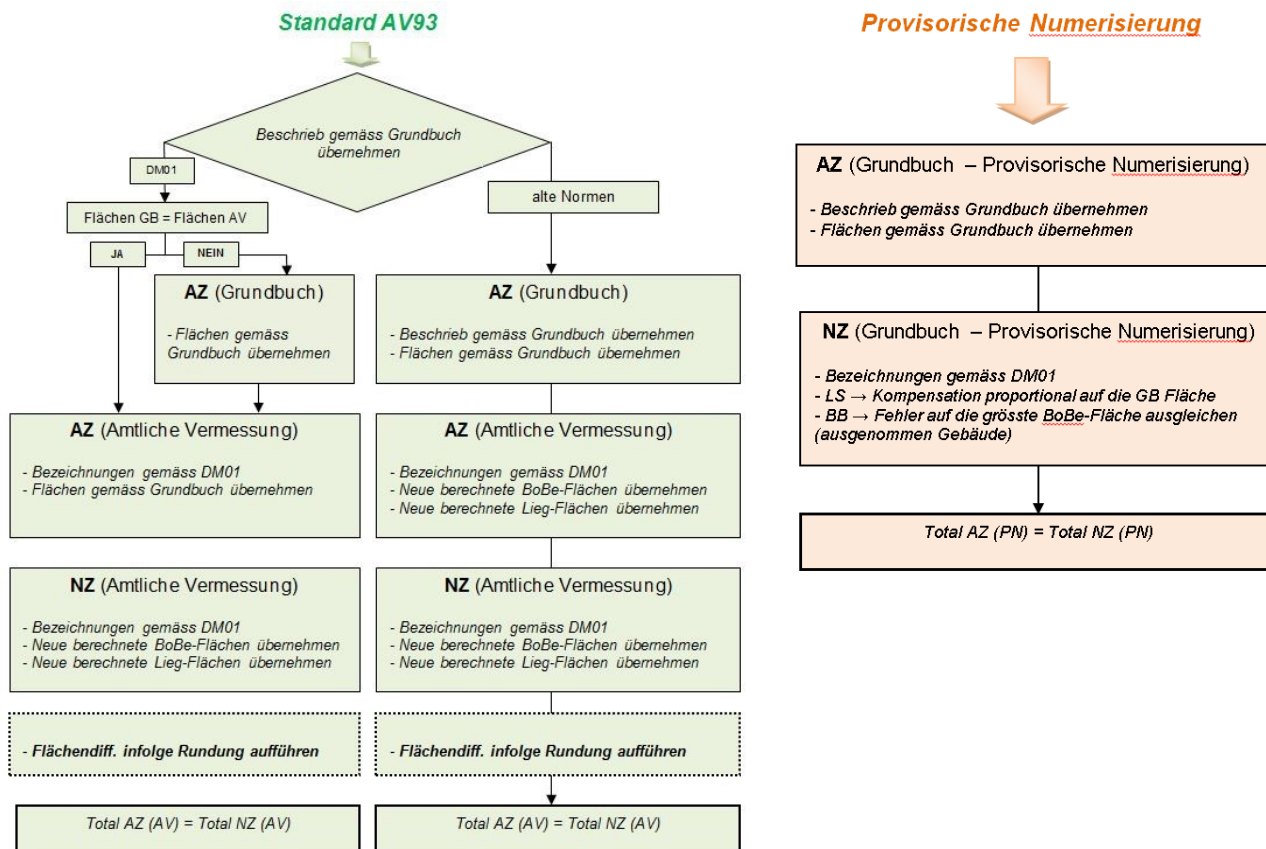 Standard AV93
Beschrieb gemäss Grundbuch
übernehmen
DM01
alte Normen
Flächen GB = Flächen AV
JA
NEIN
AZ (Grundbuch)
- Flächen gemäss
Grundbuch übernehmen
AZ (Grundbuch)
- Beschrieb gemäss Grundbuch übernehmen
- Flächen gemäss Grundbuch übernehmen
AZ (Amtliche Vermessung)
- Bezeichnungen gemäss DM01
- Flächen gemäss Grundbuch übernehmen
AZ (Amtliche Vermessung)
- Bezeichnungen gemäss DM01
- Neue berechnete BoBe-Flächen übernehmen
- Neue berechnete Lieg-Flächen übernehmen
NZ (Amtliche Vermessung)
- Bezeichnungen gemäss DM01
- Neue berechnete BoBe-Flächen übernehmen
- Neue berechnete Lieg-Flächen übernehmen
NZ (Amtliche Vermessung)
- Bezeichnungen gemäss DM01
- Neue berechnete BoBe-Flächen übernehmen
- Neue berechnete Lieg-Flächen übernehmen
- Flächendiff. infolge Rundung aufführen
- Flächendiff. infolge Rundung aufführen
Total AZ (AV) = Total NZ (AV)
Total AZ (AV) = Total NZ (AV)
Provisorische Numerisierung
AZ (Grundbuch – Provisorische Numerisierung)
- Beschrieb gemäss Grundbuch übernehmen
- Flächen gemäss Grundbuch übernehmen
NZ (Grundbuch – Provisorische Numerisierung)
- Bezeichnungen gemäss DM01
- LS → Kompensation proportional auf die GB Fläche
- BB → Fehler auf die grösste BoBe-Fläche ausgleichen
(ausgenommen Gebäude)
Total AZ (PN) = Total NZ (PN)